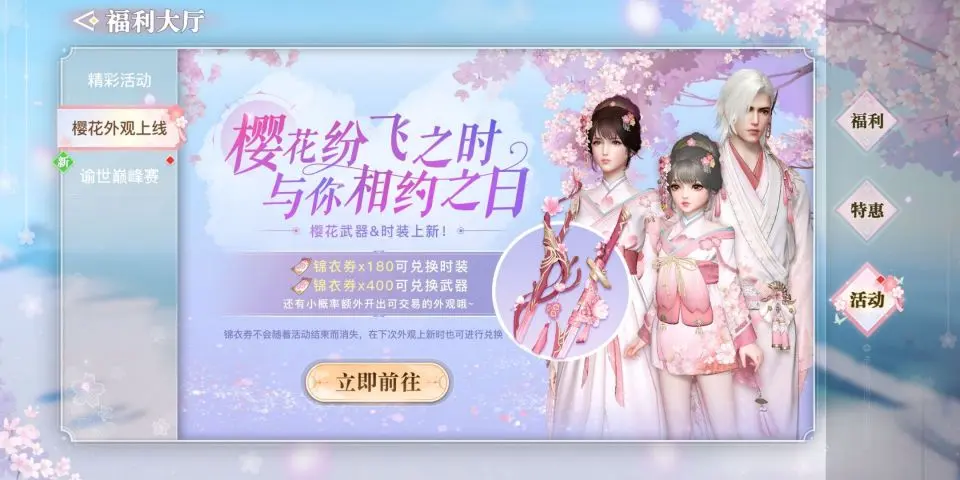 福利大厅
精彩活动
樱花外观上线
新
谕世巅峰赛
樱花纷飞之时
与你相约之日
樱花武器&时装上新！
锦衣券x180可兑换时装
锦衣券x400可兑换武器
还有小概率额外开出可交易的外观哦~
锦衣券不会随着活动结束而消失，在下次外观上新时也可进行兑换
立即前往
福利
特惠
活动